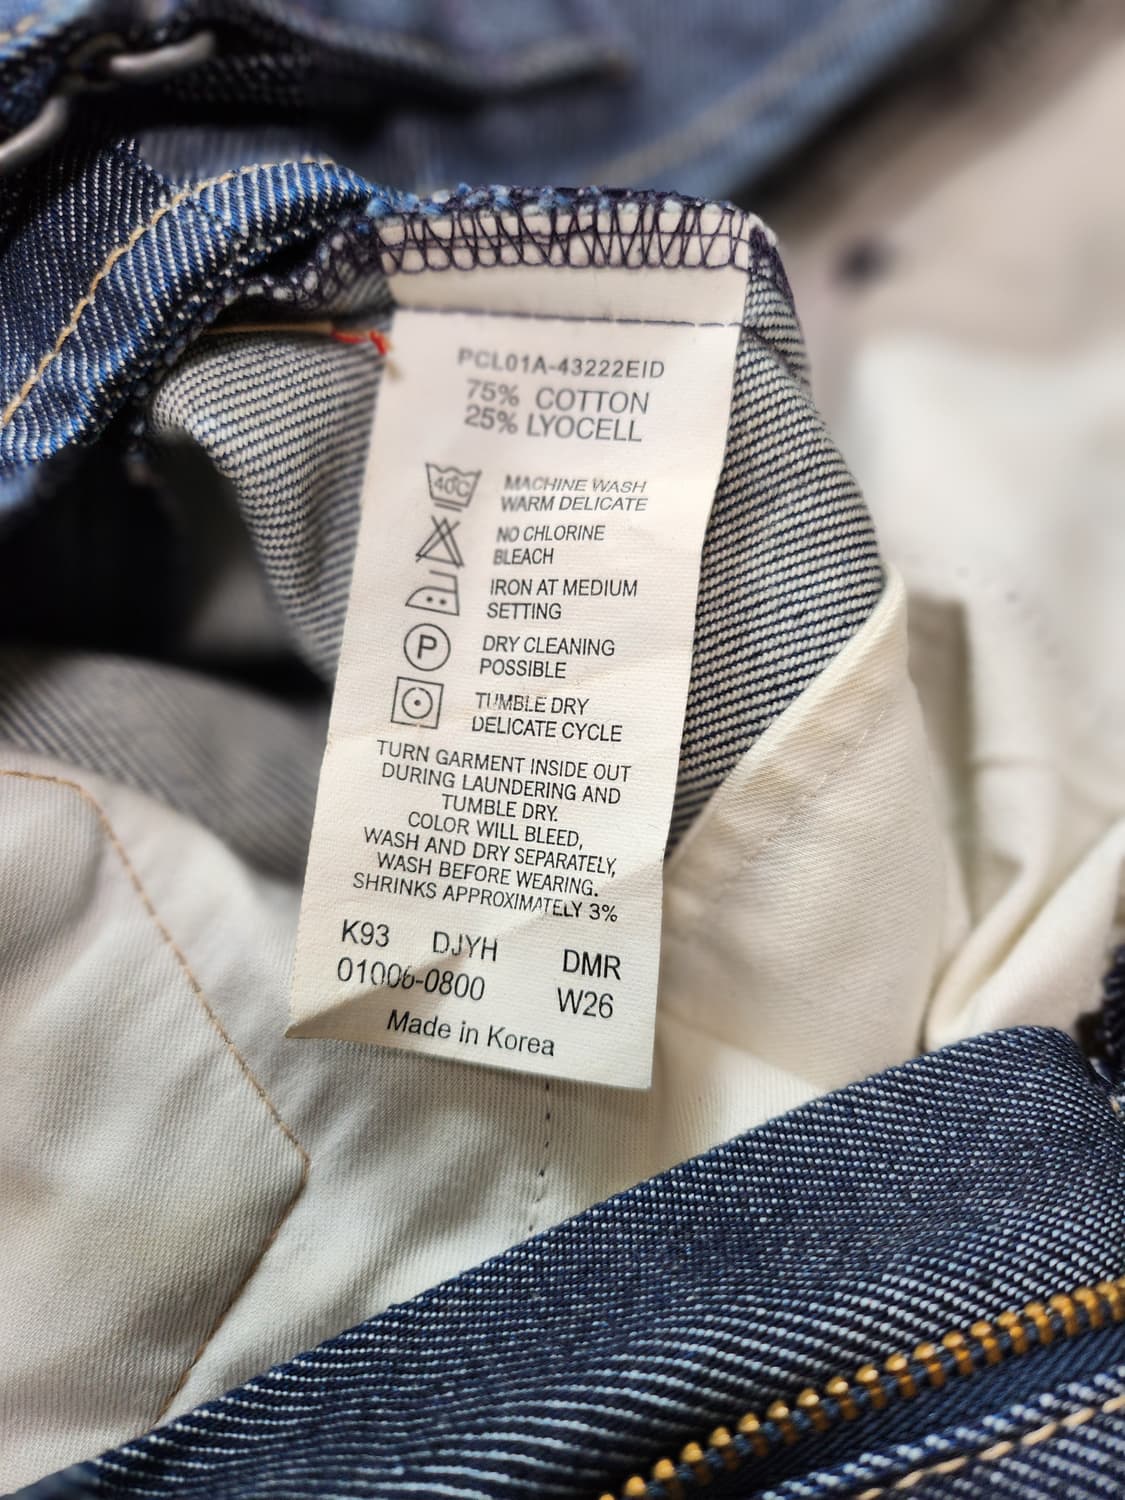 PCL01A-43222EID
75% COTTON
25% LYOCELL
40C
MACHINE WASH
WARM DELICATE
NO CHLORINE
BLEACH
IRON AT MEDIUM
SETTING
P
DRY CLEANING
POSSIBLE
TUMBLE DRY
DELICATE CYCLE
TURN GARMENT INSIDE OUT
DURING LAUNDERING AND
TUMBLE DRY.
COLOR WILL BLEED,
WASH AND DRY SEPARATELY,
WASH BEFORE WEARING.
SHRINKS APPROXIMATELY 3%
K93 DJYH DMR
01006-0800 W26
Made in Korea